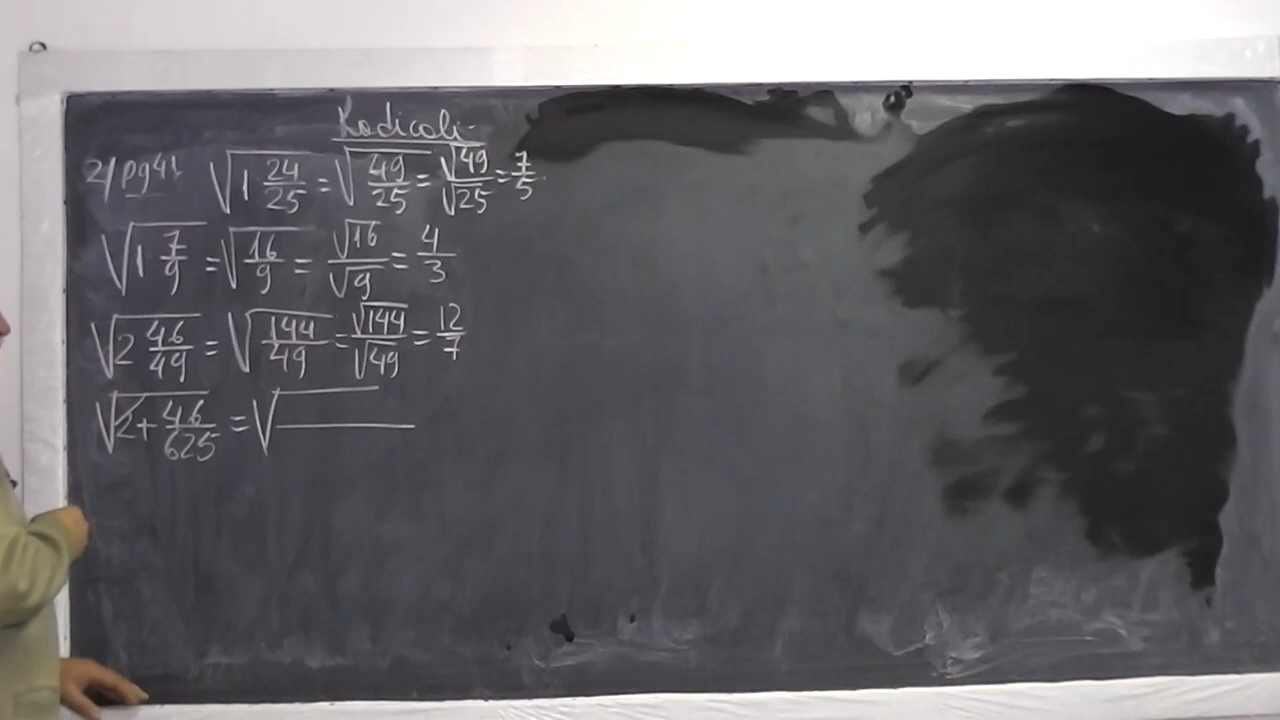 Radicali
2) pg41 √(1 24/25) = √(49/25) = √49/√25 = 7/5
√(1 7/9) = √(16/9) = √16/√9 = 4/3
√(2 46/49) = √(144/49) = √144/√49 = 12/7
√(2 + 46/625) = √